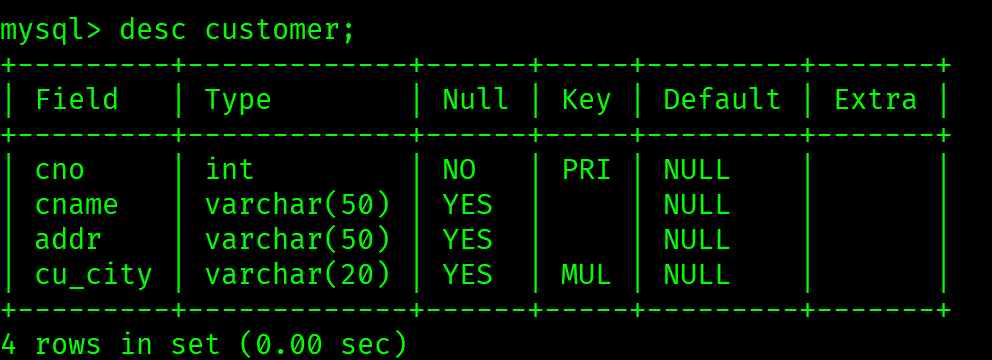 mysql> desc customer;
+---------+-------------+------+-----+---------+-------+
| Field   | Type        | Null | Key | Default | Extra |
+---------+-------------+------+-----+---------+-------+
| cno     | int         | NO   | PRI | NULL    |       |
| cname   | varchar(50) | YES  |     | NULL    |       |
| addr    | varchar(50) | YES  |     | NULL    |       |
| cu_city | varchar(20) | YES  | MUL | NULL    |       |
+---------+-------------+------+-----+---------+-------+
4 rows in set (0.00 sec)